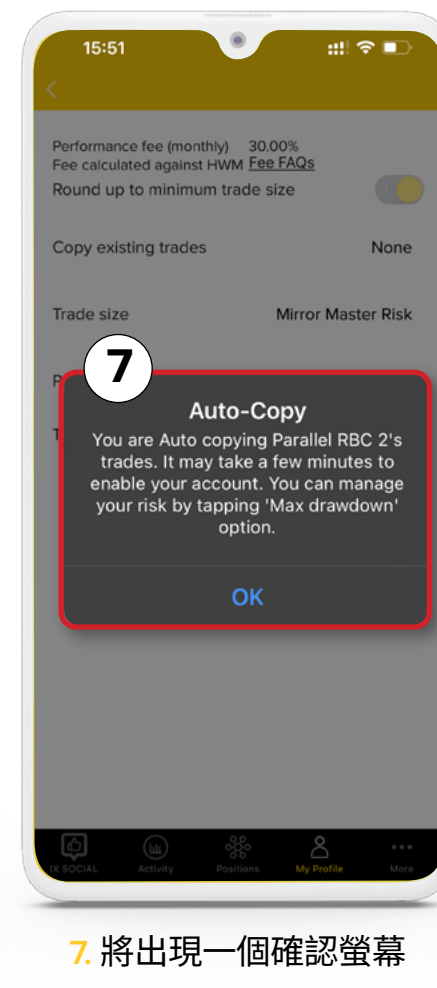 15:51
Performance fee (monthly) 30.00%
Fee calculated against HWM Fee FAQs
Round up to minimum trade size
Copy existing trades None
Trade size Mirror Master Risk
7
P
Auto-Copy
T
You are Auto copying Parallel RBC 2's
trades. It may take a few minutes to
enable your account. You can manage
your risk by tapping 'Max drawdown'
option.
OK
IX SOCIAL Activity Positions My Profile More
7. 將出現一個確認螢幕